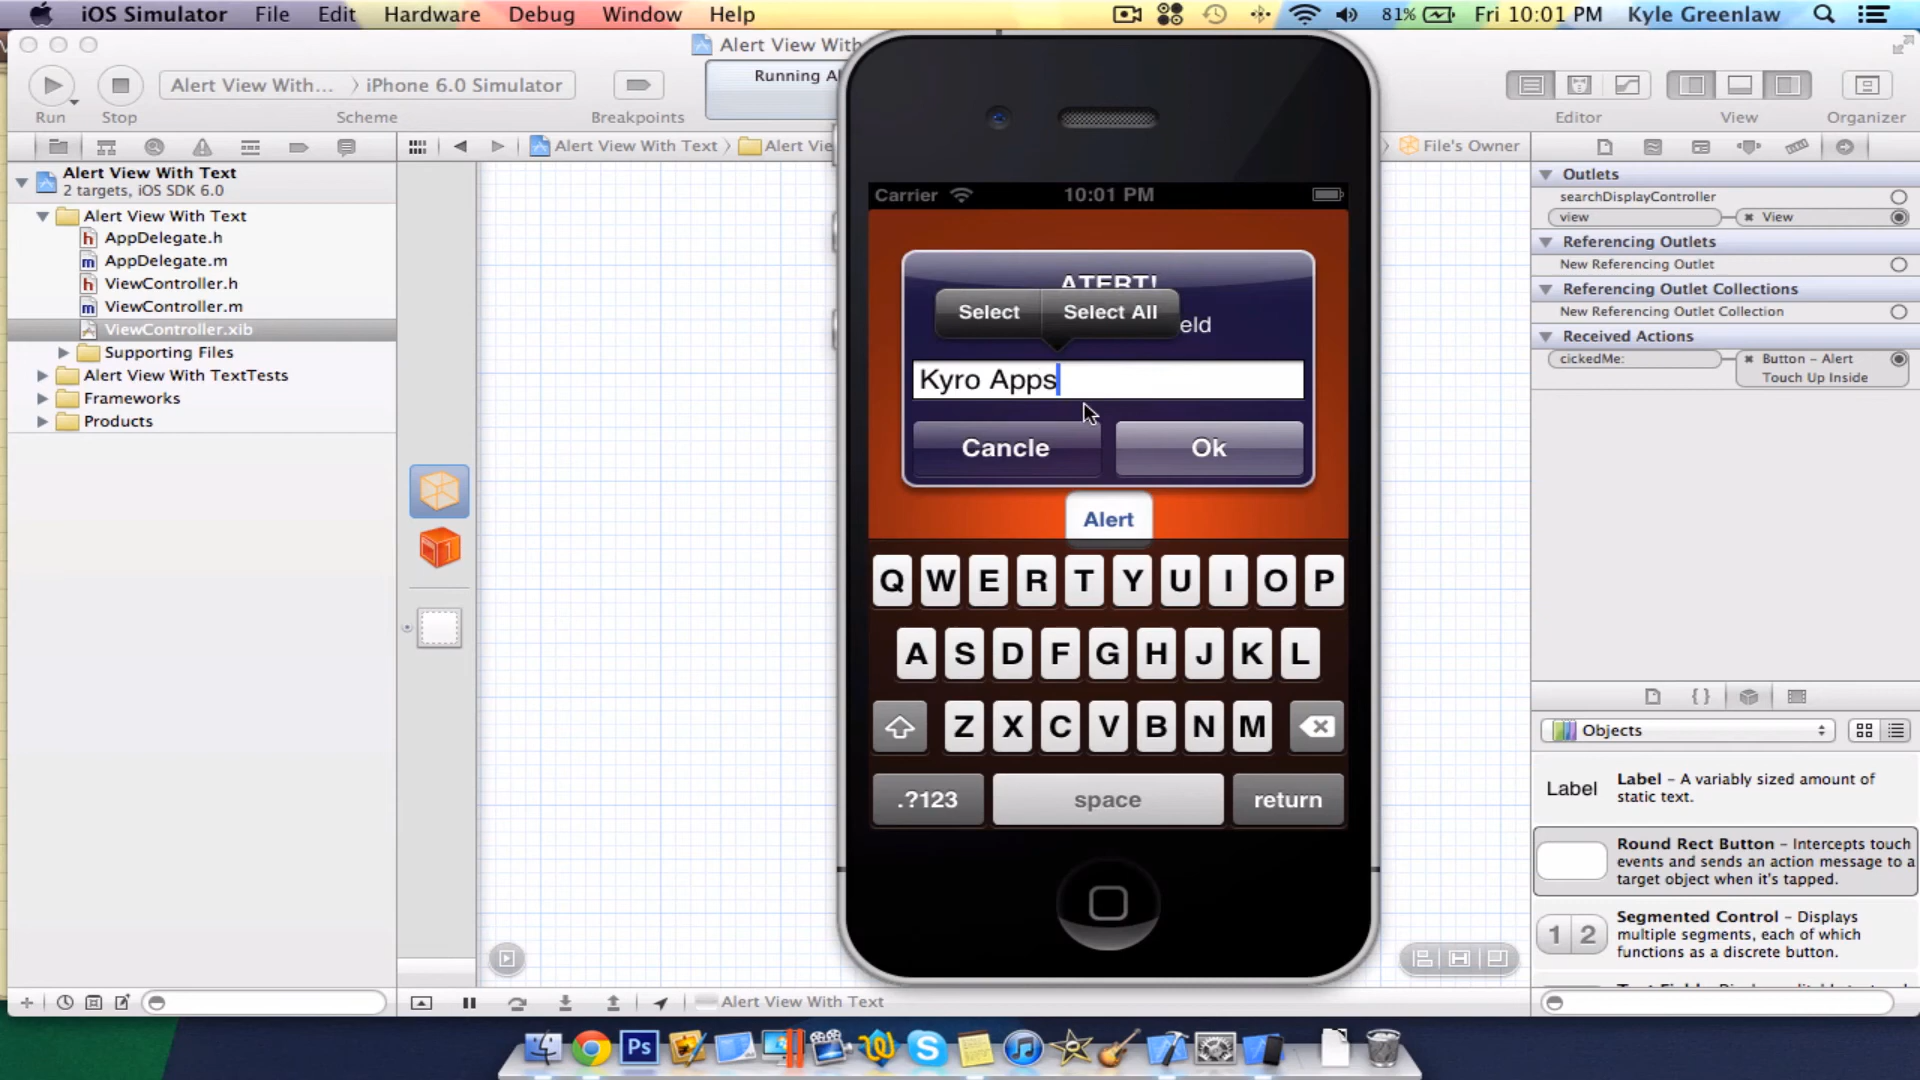 iOS Simulator File Edit Hardware Debug Window Help 81% Fri 10:01 PM Kyle Greenlaw
Alert View With
Running Al
Alert View With... iPhone 6.0 Simulator
Run Stop Scheme Breakpoints Editor View Organizer
Alert View With Text
2 targets, iOS SDK 6.0
Alert View With Text
AppDelegate.h
AppDelegate.m
ViewController.h
ViewController.m
ViewController.xib
Supporting Files
Alert View With TextTests
Frameworks
Products
Alert View With Text Alert Vie File's Owner
Carrier 10:01 PM
ATERT!
Select Select All eld
Kyro Apps
Cancle Ok
Alert
Q W E R T Y U I O P
A S D F G H J K L
Z X C V B N M
.?123 space return
Outlets
searchDisplayController
view View
Referencing Outlets
New Referencing Outlet
Referencing Outlet Collections
New Referencing Outlet Collection
Received Actions
cickedMe: Button – Alert
Touch Up Inside
{ }
Objects
Label Label – A variably sized amount of
static text.
Round Rect Button – Intercepts touch
events and sends an action message to a
target object when it's tapped.
1 2 Segmented Control – Displays
multiple segments, each of which
functions as a discrete button.
Alert View With Text
Ps